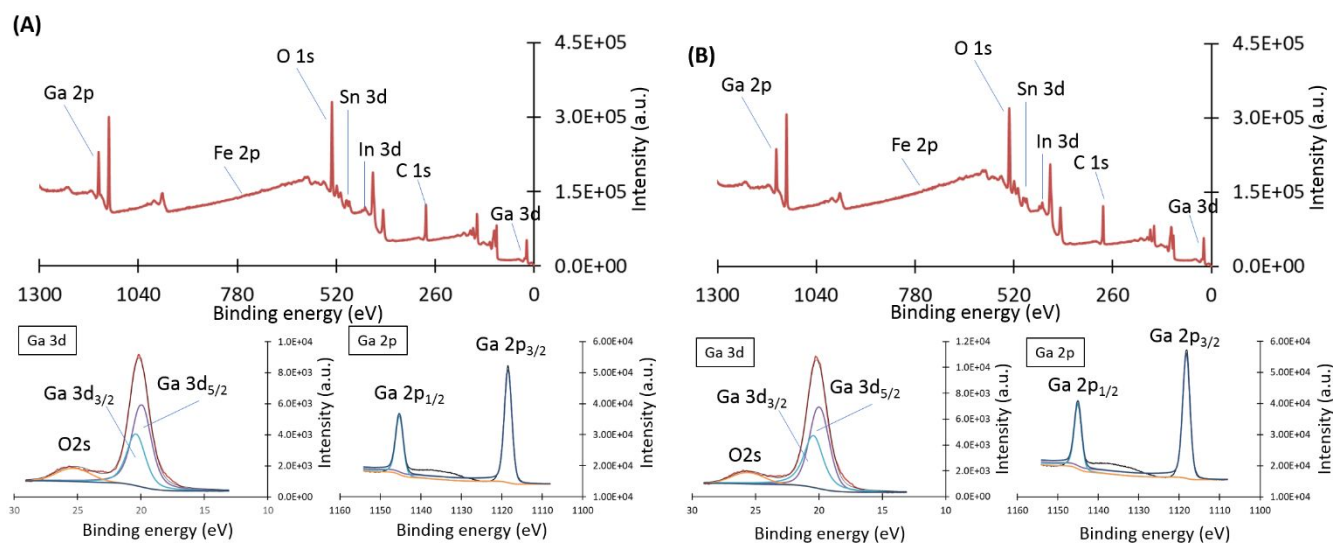 (A)
4.5E+05
3.0E+05
1.5E+05
0.0E+00
Intensity (a.u.)
Ga 2p
Fe 2p
O 1s
Sn 3d
In 3d
C 1s
Ga 3d
1300 1040 780 520 260 0
Binding energy (eV)
Ga 3d
Ga 3d3/2
Ga 3d5/2
O2s
1.0E+04
8.0E+03
6.0E+03
4.0E+03
2.0E+03
0.0E+00
Intensity (a.u.)
30 25 20 15 10
Binding energy (eV)
Ga 2p
Ga 2p1/2
Ga 2p3/2
6.00E+04
5.00E+04
4.00E+04
3.00E+04
2.00E+04
1.00E+04
Intensity (a.u.)
1160 1150 1140 1130 1120 1110 1100
Binding energy (eV)
(B)
4.5E+05
3.0E+05
1.5E+05
0.0E+00
Intensity (a.u.)
Ga 2p
Fe 2p
O 1s
Sn 3d
In 3d
C 1s
Ga 3d
1300 1040 780 520 260 0
Binding energy (eV)
Ga 3d
Ga 3d3/2
Ga 3d5/2
O2s
1.2E+04
1.0E+04
8.0E+03
6.0E+03
4.0E+03
2.0E+03
0.0E+00
Intensity (a.u.)
30 25 20 15 10
Binding energy (eV)
Ga 2p
Ga 2p1/2
Ga 2p3/2
6.00E+04
5.00E+04
4.00E+04
3.00E+04
2.00E+04
1.00E+04
Intensity (a.u.)
1160 1150 1140 1130 1120 1110 1100
Binding energy (eV)